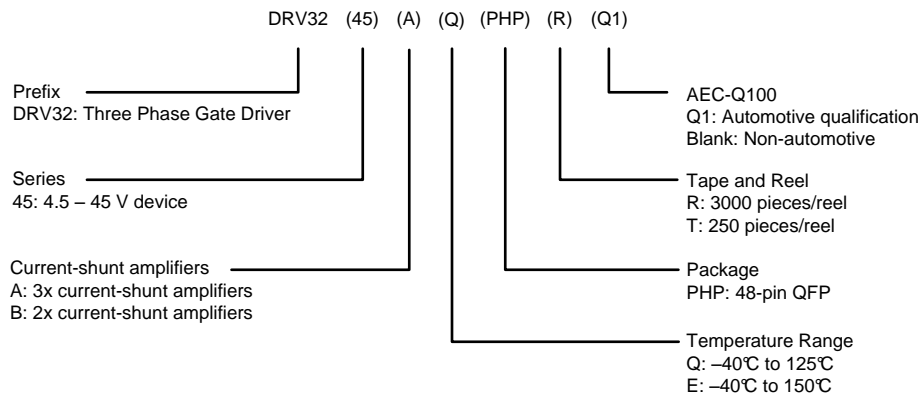 DRV32 (45) (A) (Q) (PHP) (R) (Q1)
Prefix
DRV32: Three Phase Gate Driver
Series
45: 4.5 – 45 V device
Current-shunt amplifiers
A: 3x current-shunt amplifiers
B: 2x current-shunt amplifiers
AEC-Q100
Q1: Automotive qualification
Blank: Non-automotive
Tape and Reel
R: 3000 pieces/reel
T: 250 pieces/reel
Package
PHP: 48-pin QFP
Temperature Range
Q: –40℃ to 125℃
E: –40℃ to 150℃